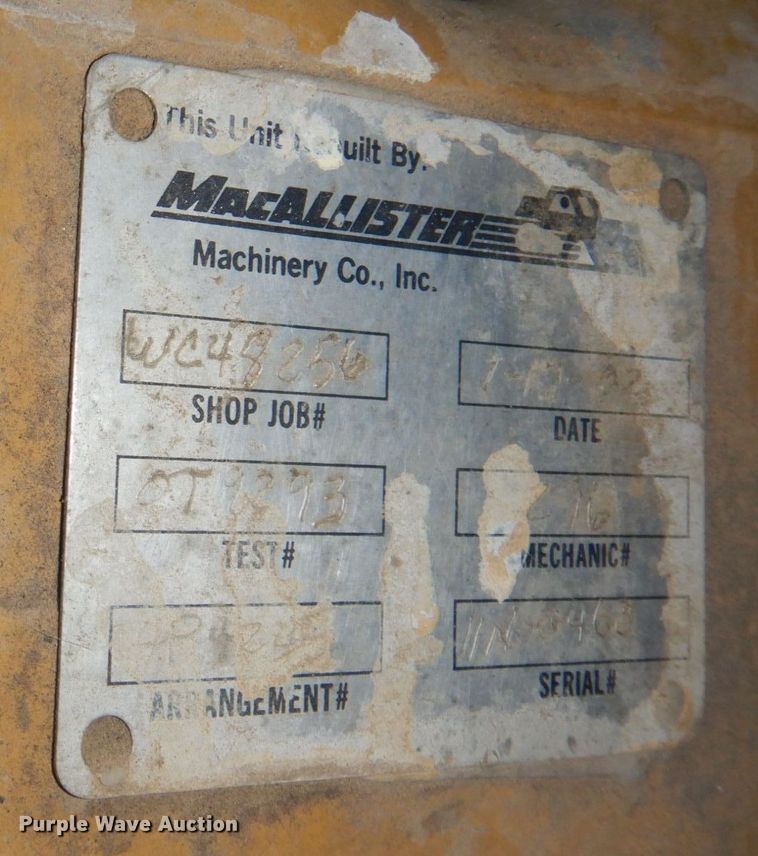 This Unit Rebuilt By:
MACALLISTER
Machinery Co., Inc.
WC48256
SHOP JOB#
DATE
OT
TEST#
MECHANIC#
ARRANGEMENT#
SERIAL#
Purple Wave Auction